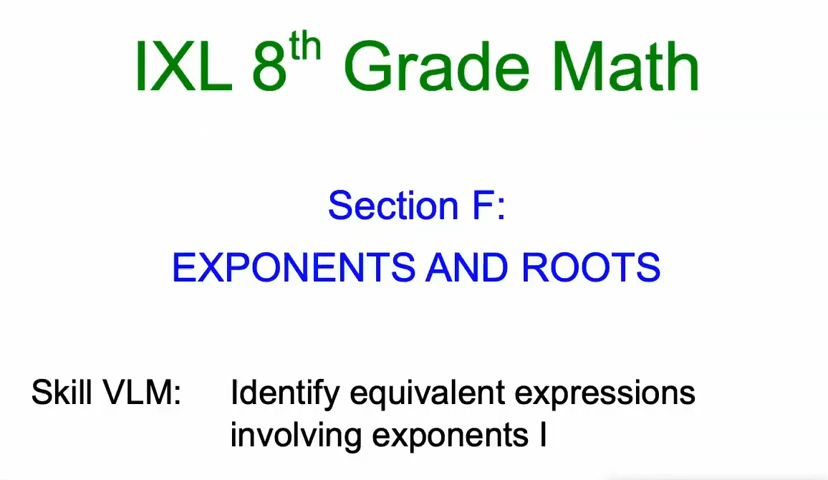 IXL 8th Grade Math
Section F:
EXPONENTS AND ROOTS
Skill VLM: Identify equivalent expressions
involving exponents I